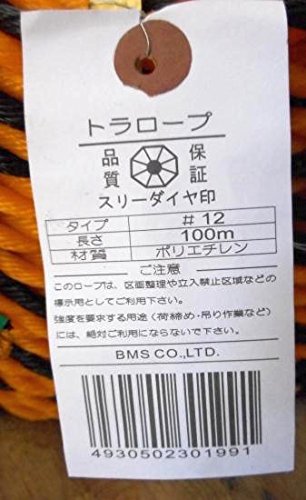 トラロープ
品質 保証
スリーダイヤ印
タイプ #12
長さ 100m
材質 ポリエチレン
ご注意
このロープは、区画整理や立入禁止区域などの
標示用としてご利用下さい。
強度を要求する用途（荷締め・吊り作業など）
には、絶対ご利用にならないで下さい。
BMS CO.,LTD.
4930502301991